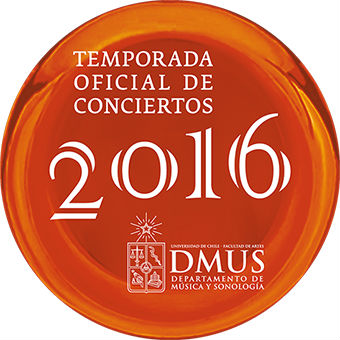 TEMPORADA
OFICIAL DE
CONCIERTOS
2016
UNIVERSIDAD DE CHILE - FACULTAD DE ARTES
DMUS
DEPARTAMENTO DE
MÚSICA Y SONOLOGÍA